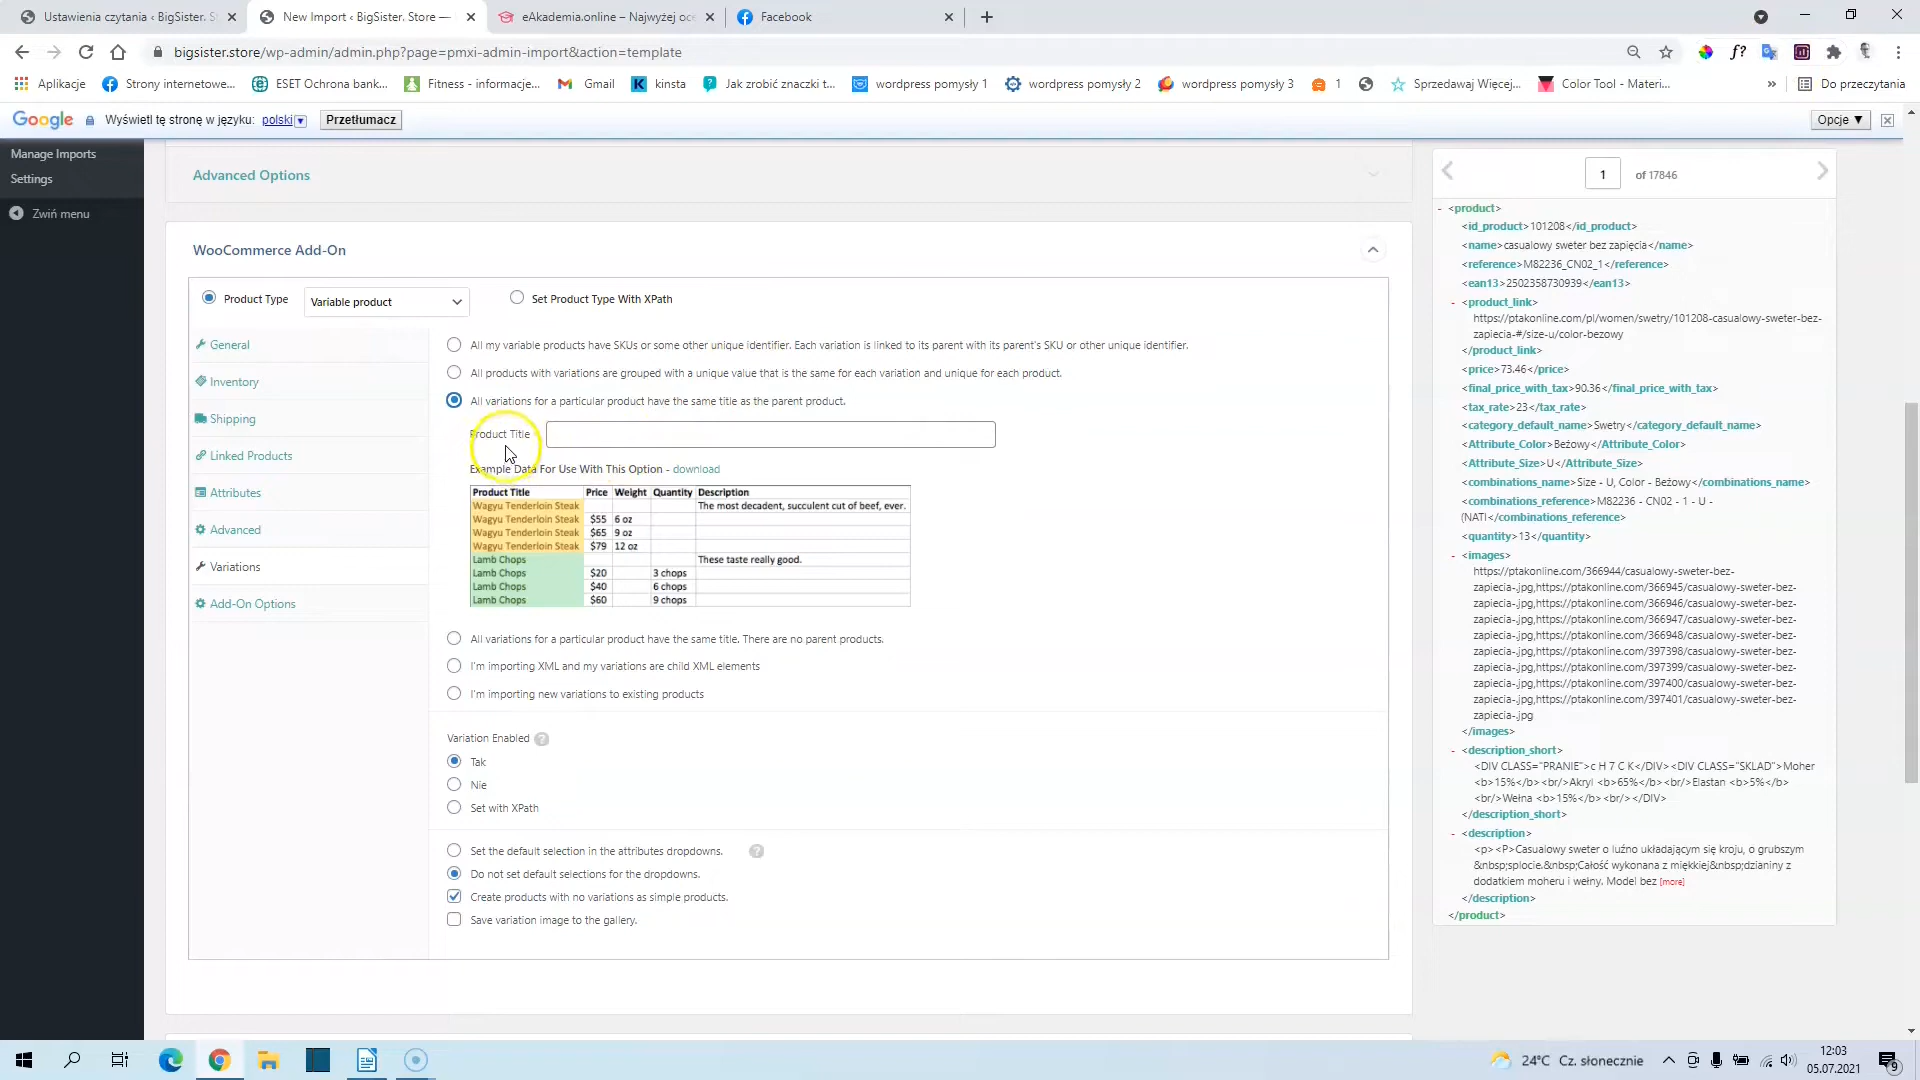 Ustawienia czytania ‹ BigSister. S
New Import ‹ BigSister. Store —
eAkademia.online – Najwyżej oce
Facebook
bigsister.store/wp-admin/admin.php?page=pmxi-admin-import&action=template
f?
Aplikacje
Strony internetowe...
ESET Ochrona bank...
Fitness - informacje...
Gmail
kinsta
Jak zrobić znaczki t...
wordpress pomysły 1
wordpress pomysły 2
wordpress pomysły 3
1
Sprzedawaj Więcej,...
Color Tool - Materi...
»
Do przeczytania
Google
Wyświetl tę stronę w języku:
polski
Przetłumacz
Opcje ▼
Manage Imports
Settings
Zwiń menu
Advanced Options
WooCommerce Add-On
Product Type
Variable product
Set Product Type With XPath
General
Inventory
Shipping
Linked Products
Attributes
Advanced
Variations
Add-On Options
All my variable products have SKUs or some other unique identifier. Each variation is linked to its parent with its parent's SKU or other unique identifier.
All products with variations are grouped with a unique value that is the same for each variation and unique for each product.
All variations for a particular product have the same title as the parent product.
Product Title
Example Data For Use With This Option - download
Product Title Price Weight Quantity Description
Wagyu Tenderloin Steak The most decadent, succulent cut of beef, ever.
Wagyu Tenderloin Steak $55 6 oz
Wagyu Tenderloin Steak $65 9 oz
Wagyu Tenderloin Steak $79 12 oz
Lamb Chops These taste really good.
Lamb Chops $20 3 chops
Lamb Chops $40 6 chops
Lamb Chops $60 9 chops
All variations for a particular product have the same title. There are no parent products.
I'm importing XML and my variations are child XML elements
I'm importing new variations to existing products
Variation Enabled ?
Tak
Nie
Set with XPath
Set the default selection in the attributes dropdowns. ?
Do not set default selections for the dropdowns.
Create products with no variations as simple products.
Save variation image to the gallery.
1 of 17846
- <product>
<id_product>101208</id_product>
<name>casualowy sweter bez zapięcia</name>
<reference>M82236_CN02_1</reference>
<ean13>2502358730939</ean13>
- <product_link>
https://ptakonline.com/pl/women/swetry/101208-casualowy-sweter-bez-
zapiecia-#/size-u/color-bezowy
</product_link>
<price>73.46</price>
<final_price_with_tax>90.36</final_price_with_tax>
<tax_rate>23</tax_rate>
<category_default_name>Swetry</category_default_name>
<Attribute_Color>Beżowy</Attribute_Color>
<Attribute_Size>U</Attribute_Size>
<combinations_name>Size - U, Color - Beżowy</combinations_name>
<combinations_reference>M82236 - CN02 - 1 - U -
(NATI</combinations_reference>
<quantity>13</quantity>
- <images>
https://ptakonline.com/366944/casualowy-sweter-bez-
zapiecia-.jpg,https://ptakonline.com/366945/casualowy-sweter-bez-
zapiecia-.jpg,https://ptakonline.com/366946/casualowy-sweter-bez-
zapiecia-.jpg,https://ptakonline.com/366947/casualowy-sweter-bez-
zapiecia-.jpg,https://ptakonline.com/366948/casualowy-sweter-bez-
zapiecia-.jpg,https://ptakonline.com/397398/casualowy-sweter-bez-
zapiecia-.jpg,https://ptakonline.com/397399/casualowy-sweter-bez-
zapiecia-.jpg,https://ptakonline.com/397400/casualowy-sweter-bez-
zapiecia-.jpg,https://ptakonline.com/397401/casualowy-sweter-bez-
zapiecia-.jpg
</images>
- <description_short>
<DIV CLASS="PRANIE">c H 7 C K</DIV><DIV CLASS="SKLAD">Moher
<b>15%</b><br/>Akryl <b>65%</b><br/>Elastan <b>5%</b>
<br/>Wełna <b>15%</b><br/></DIV>
</description_short>
- <description>
<p><P>Casualowy sweter o luźno układającym się kroju, o grubszym
&nbsp;splocie.&nbsp;Całość wykonana z miękkiej&nbsp;dzianiny z
dodatkiem moheru i wełny. Model bez [more]
</description>
</product>
24°C Cz. słonecznie
12:03
05.07.2021
9